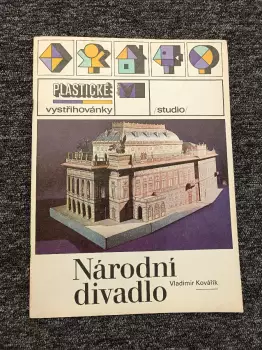 PLASTICKÉ
vystřihovánky
/studio/
Národní
divadlo
Vladimír Kovářík